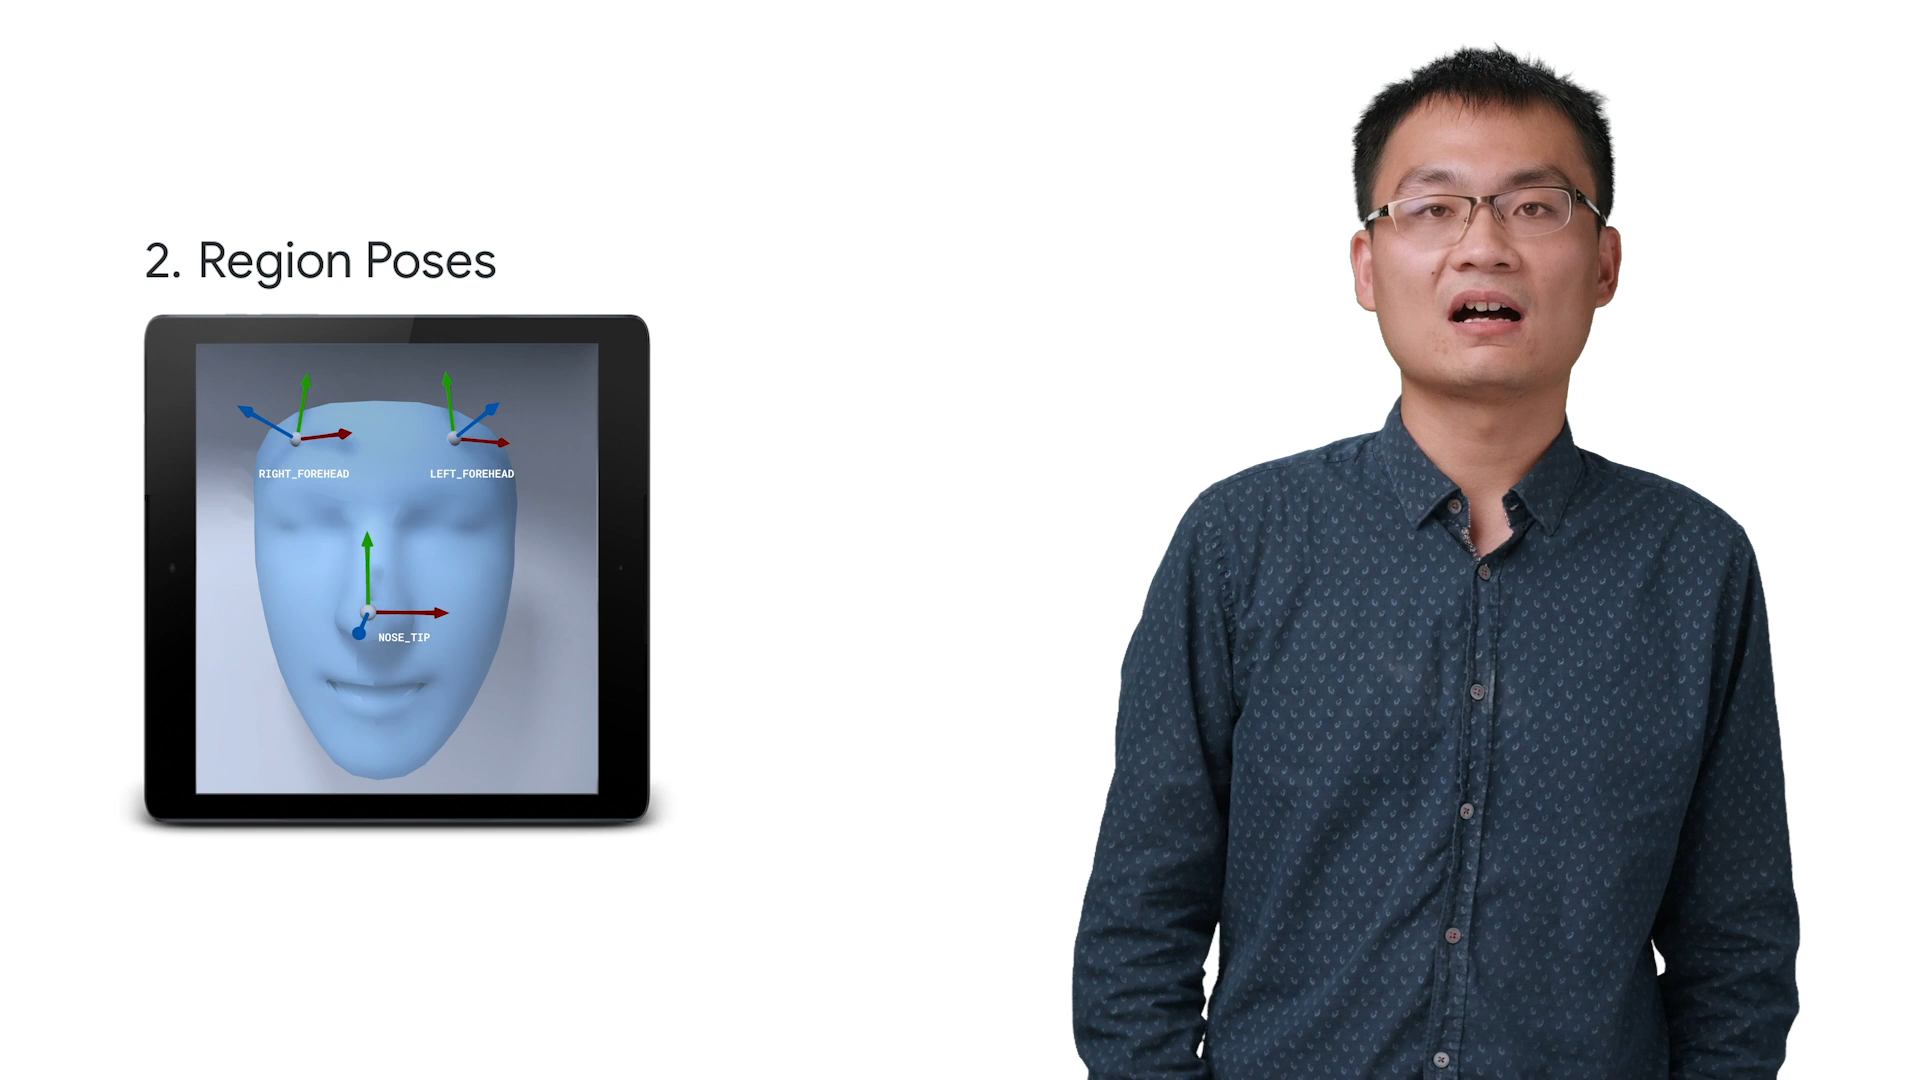 2. Region Poses
RIGHT_FOREHEAD
LEFT_FOREHEAD
NOSE_TIP